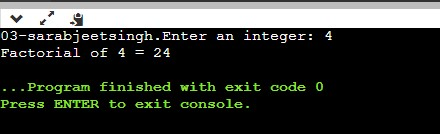 03-sarabjeetsingh.Enter an integer: 4
Factorial of 4 = 24
...Program finished with exit code 0
Press ENTER to exit console.